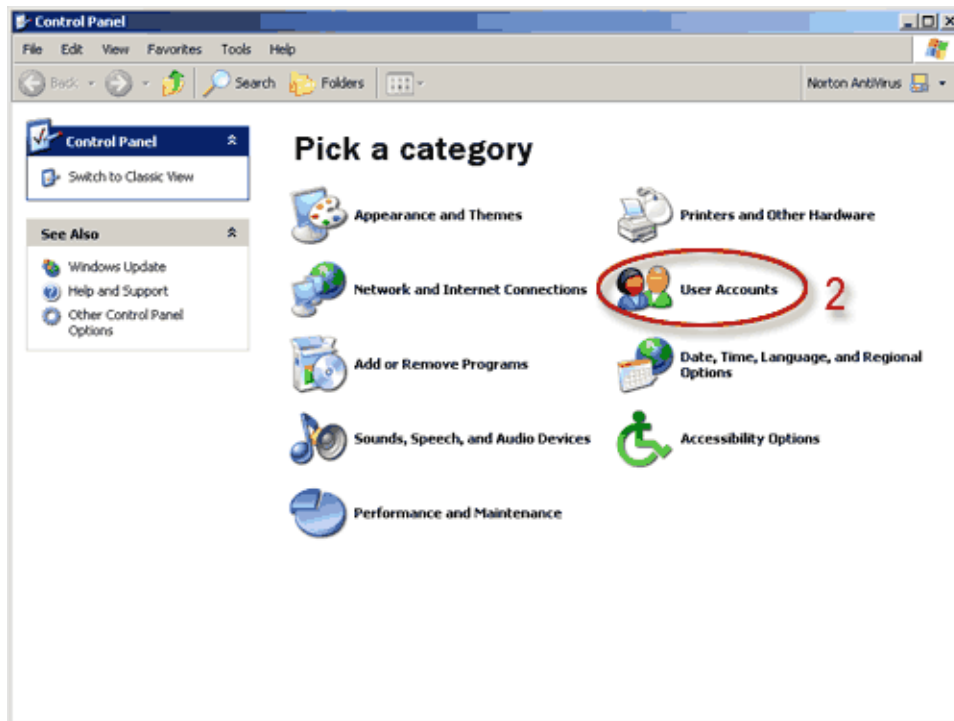 Control Panel
File Edit View Favorites Tools Help
Back Search Folders Norton AntiVirus
Control Panel
Switch to Classic View
See Also
Windows Update
Help and Support
Other Control Panel
Options
Pick a category
Appearance and Themes
Printers and Other Hardware
Network and Internet Connections
User Accounts
2
Add or Remove Programs
Date, Time, Language, and Regional
Options
Sounds, Speech, and Audio Devices
Accessibility Options
Performance and Maintenance